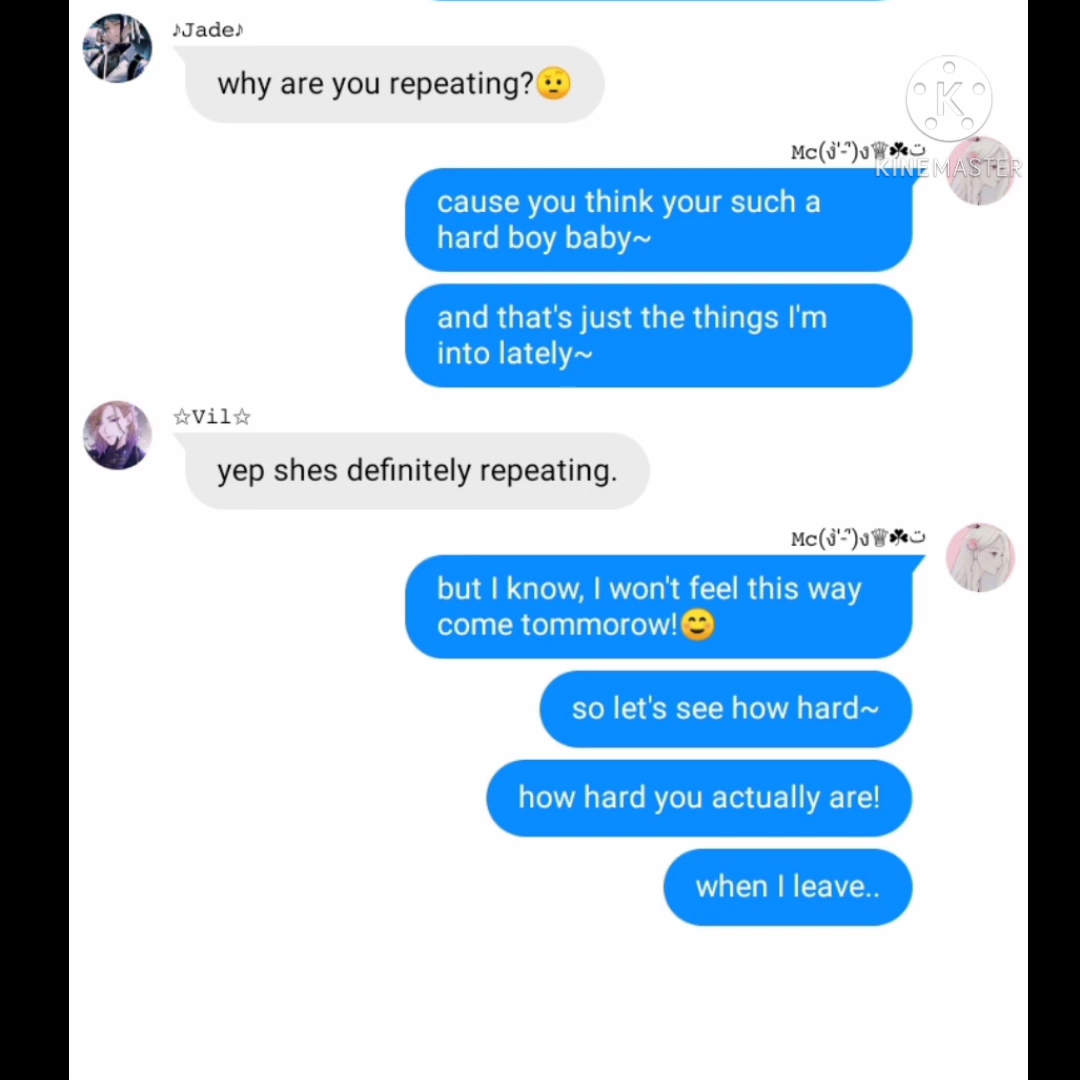 ♪Jade♪
why are you repeating?🤨
K
KINEMASTER
Mc(ง'̀-'́)ง♕☘ت
cause you think your such a
hard boy baby~
and that's just the things I'm
into lately~
☆Vil☆
yep shes definitely repeating.
Mc(ง'̀-'́)ง♕☘ت
but I know, I won't feel this way
come tommorow!😊
so let's see how hard~
how hard you actually are!
when I leave..